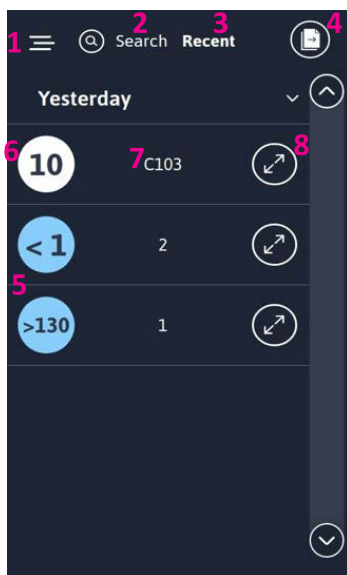 1 2 Search 3 Recent 4
Yesterday
6 10 7 C103 8
< 1 2
5 >130 1